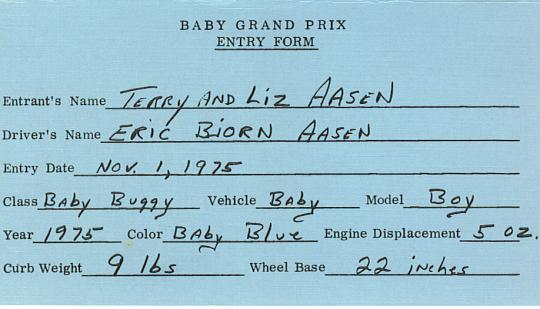 BABY GRAND PRIX
ENTRY FORM
Entrant's Name TERRY AND LIZ AASEN
Driver's Name ERIC BJORN AASEN
Entry Date NOV. 1, 1975
Class BABy BUGGy Vehicle BABy Model BOY
Year 1975 Color BABy Blue Engine Displacement 5 OZ.
Curb Weight 9 lbs Wheel Base 22 inches